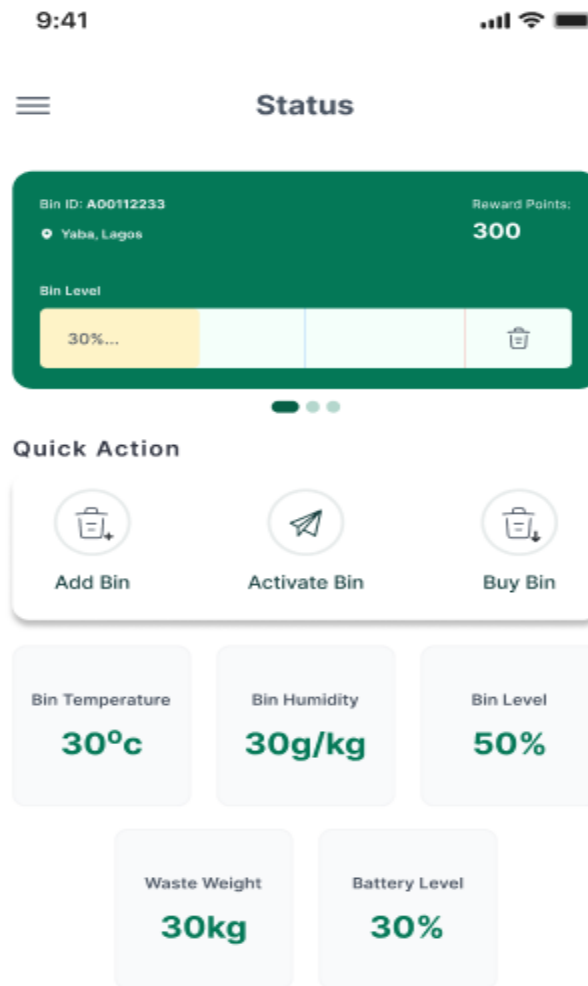 9:41
Status
Bin ID: A00112233
Reward Points:
Yaba, Lagos
300
Bin Level
30%...
Quick Action
Add Bin
Activate Bin
Buy Bin
Bin Temperature
Bin Humidity
Bin Level
30ºc
30g/kg
50%
Waste Weight
Battery Level
30kg
30%